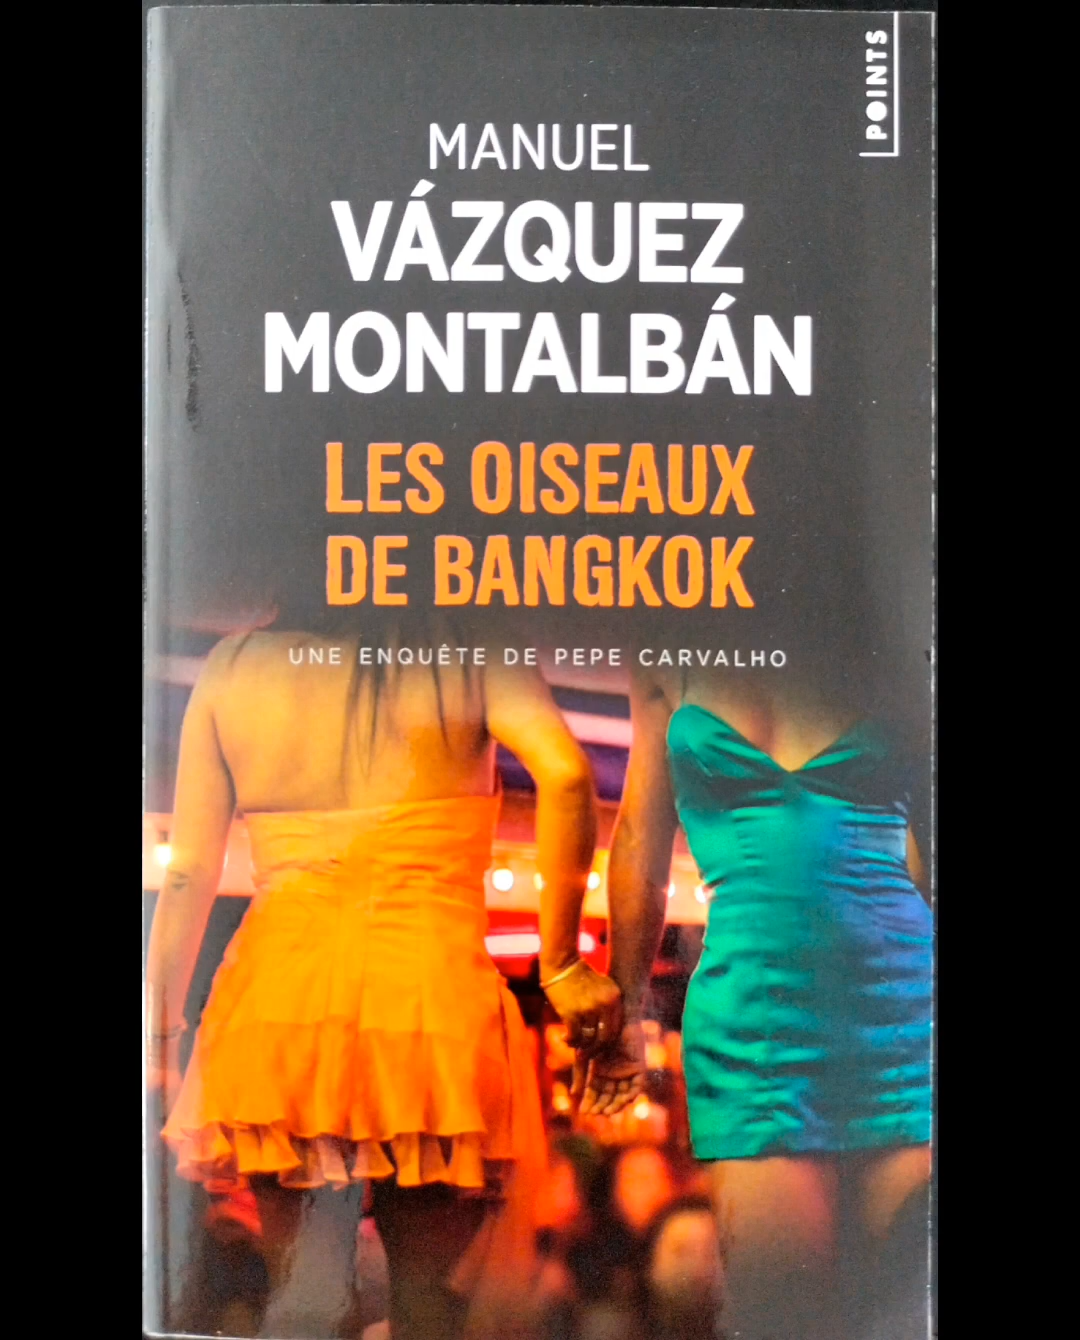 POINTS
MANUEL
VÁZQUEZ
MONTALBÁN
LES OISEAUX
DE BANGKOK
UNE ENQUÊTE DE PEPE CARVALHO